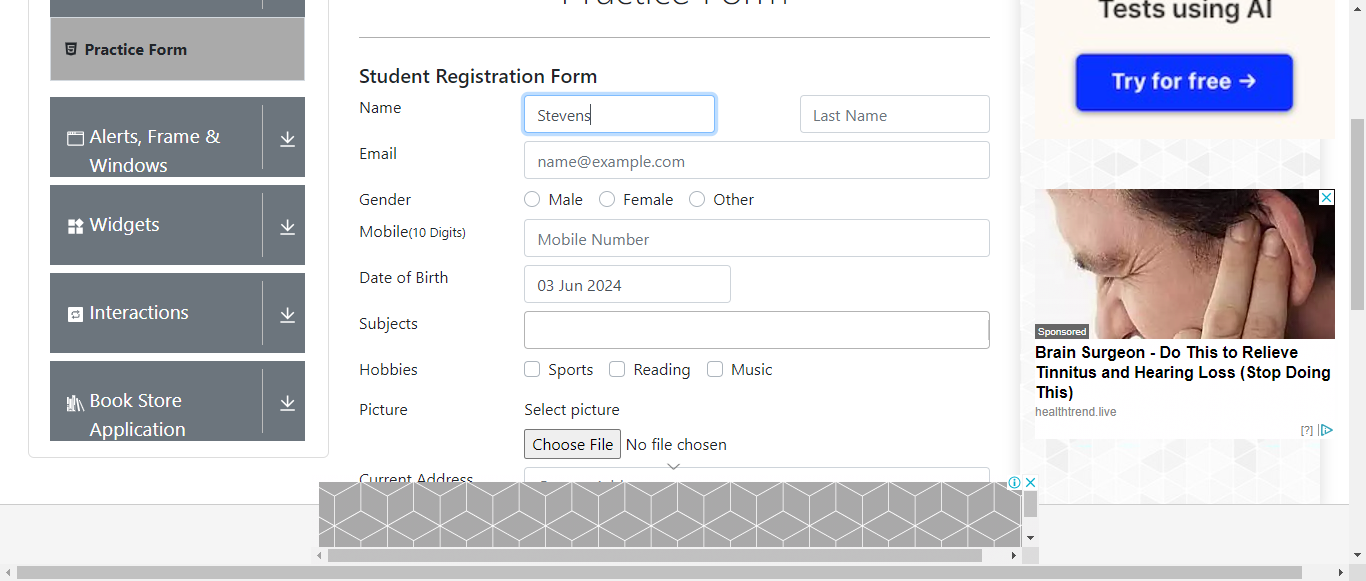 Practice Form
Tests using AI
Try for free →
Practice Form
Alerts, Frame &
Windows
Widgets
Interactions
Book Store
Application
Student Registration Form
Name
Stevens
Last Name
Email
name@example.com
Gender
Male
Female
Other
Mobile(10 Digits)
Mobile Number
Date of Birth
03 Jun 2024
Subjects
Hobbies
Sports
Reading
Music
Picture
Select picture
Choose File No file chosen
Current Address
Sponsored
Brain Surgeon - Do This to Relieve
Tinnitus and Hearing Loss (Stop Doing
This)
healthtrend.live
[?]